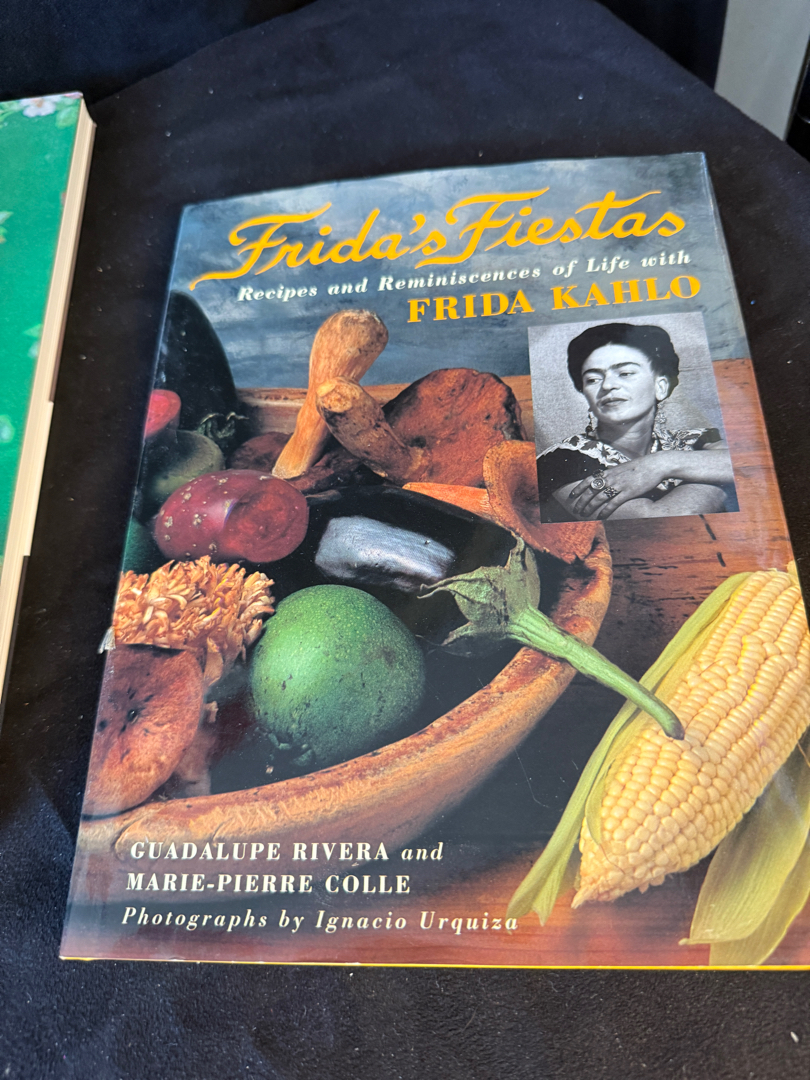 Frida's Fiestas
Recipes and Reminiscences of Life with
FRIDA KAHLO
GUADALUPE RIVERA and
MARIE-PIERRE COLLE
Photographs by Ignacio Urquiza